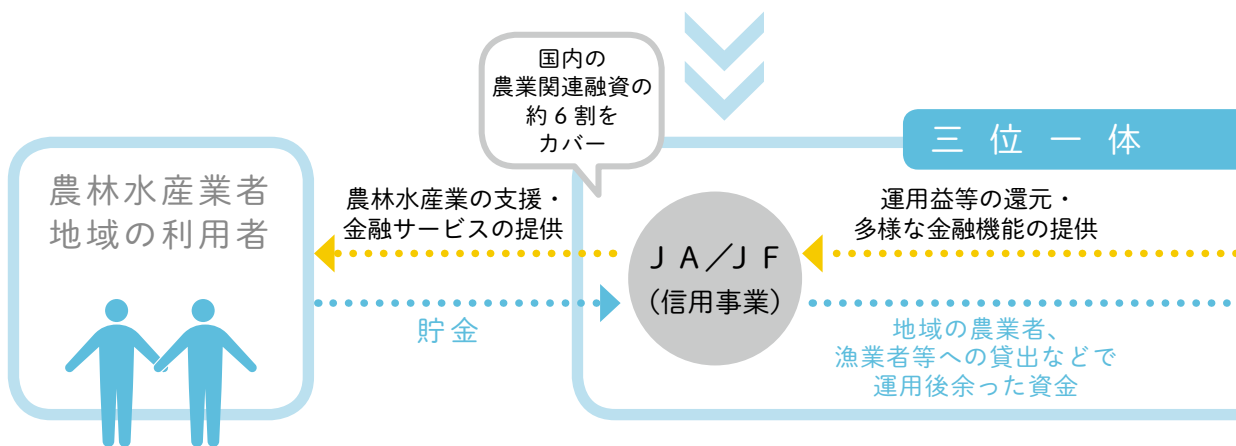 国内の
農業関連融資の
約6割を
カバー
三位一体
農林水産業者
地域の利用者
農林水産業の支援・
金融サービスの提供
貯金
JA／JF
（信用事業）
運用益等の還元・
多様な金融機能の提供
地域の農業者、
漁業者等への貸出などで
運用後余った資金